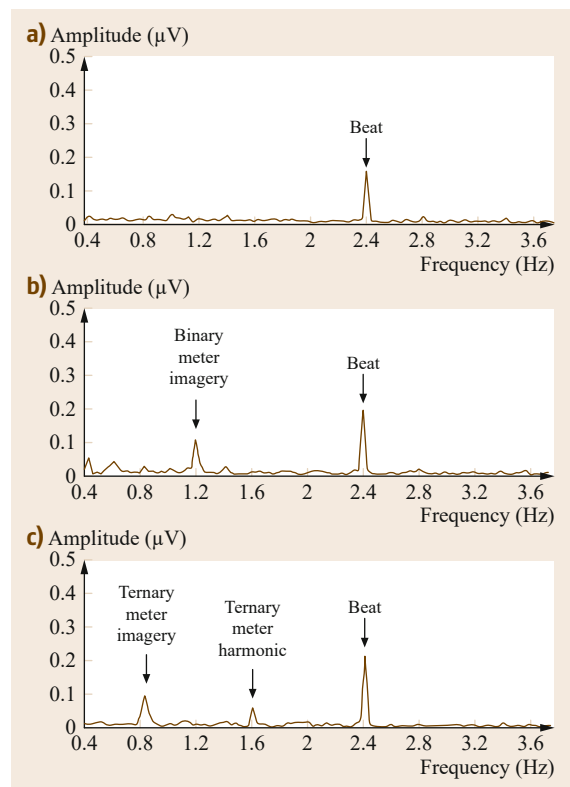 a) Amplitude (µV)
0.5
0.4
0.3
Beat
0.2
0.1
0
0.4 0.8 1.2 1.6 2 2.4 2.8 3.2 3.6
Frequency (Hz)
b) Amplitude (µV)
0.5
Binary
0.4
meter
Beat
imagery
0.3
0.2
0.1
0
0.4 0.8 1.2 1.6 2 2.4 2.8 3.2 3.6
Frequency (Hz)
c) Amplitude (µV)
0.5
Ternary
meter
imagery
Ternary
meter
harmonic
Beat
0.4
0.3
0.2
0.1
0
0.4 0.8 1.2 1.6 2 2.4 2.8 3.2 3.6
Frequency (Hz)